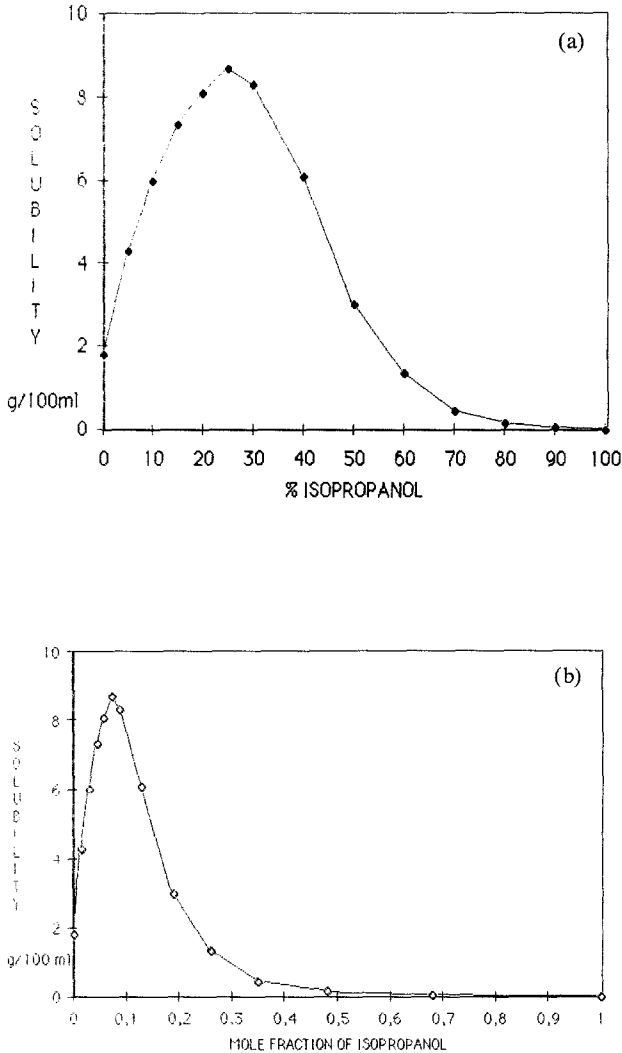 (a)
10
8
6
4
2
0
SOLUBILITY
g/100ml
0 10 20 30 40 50 60 70 80 90 100
% ISOPROPANOL
(b)
10
8
6
4
2
0
SOLUBILITY
g/100 ml
0 0,1 0,2 0,3 0,4 0,5 0,6 0,7 0,8 0,9 1
MOLE FRACTION OF ISOPROPANOL